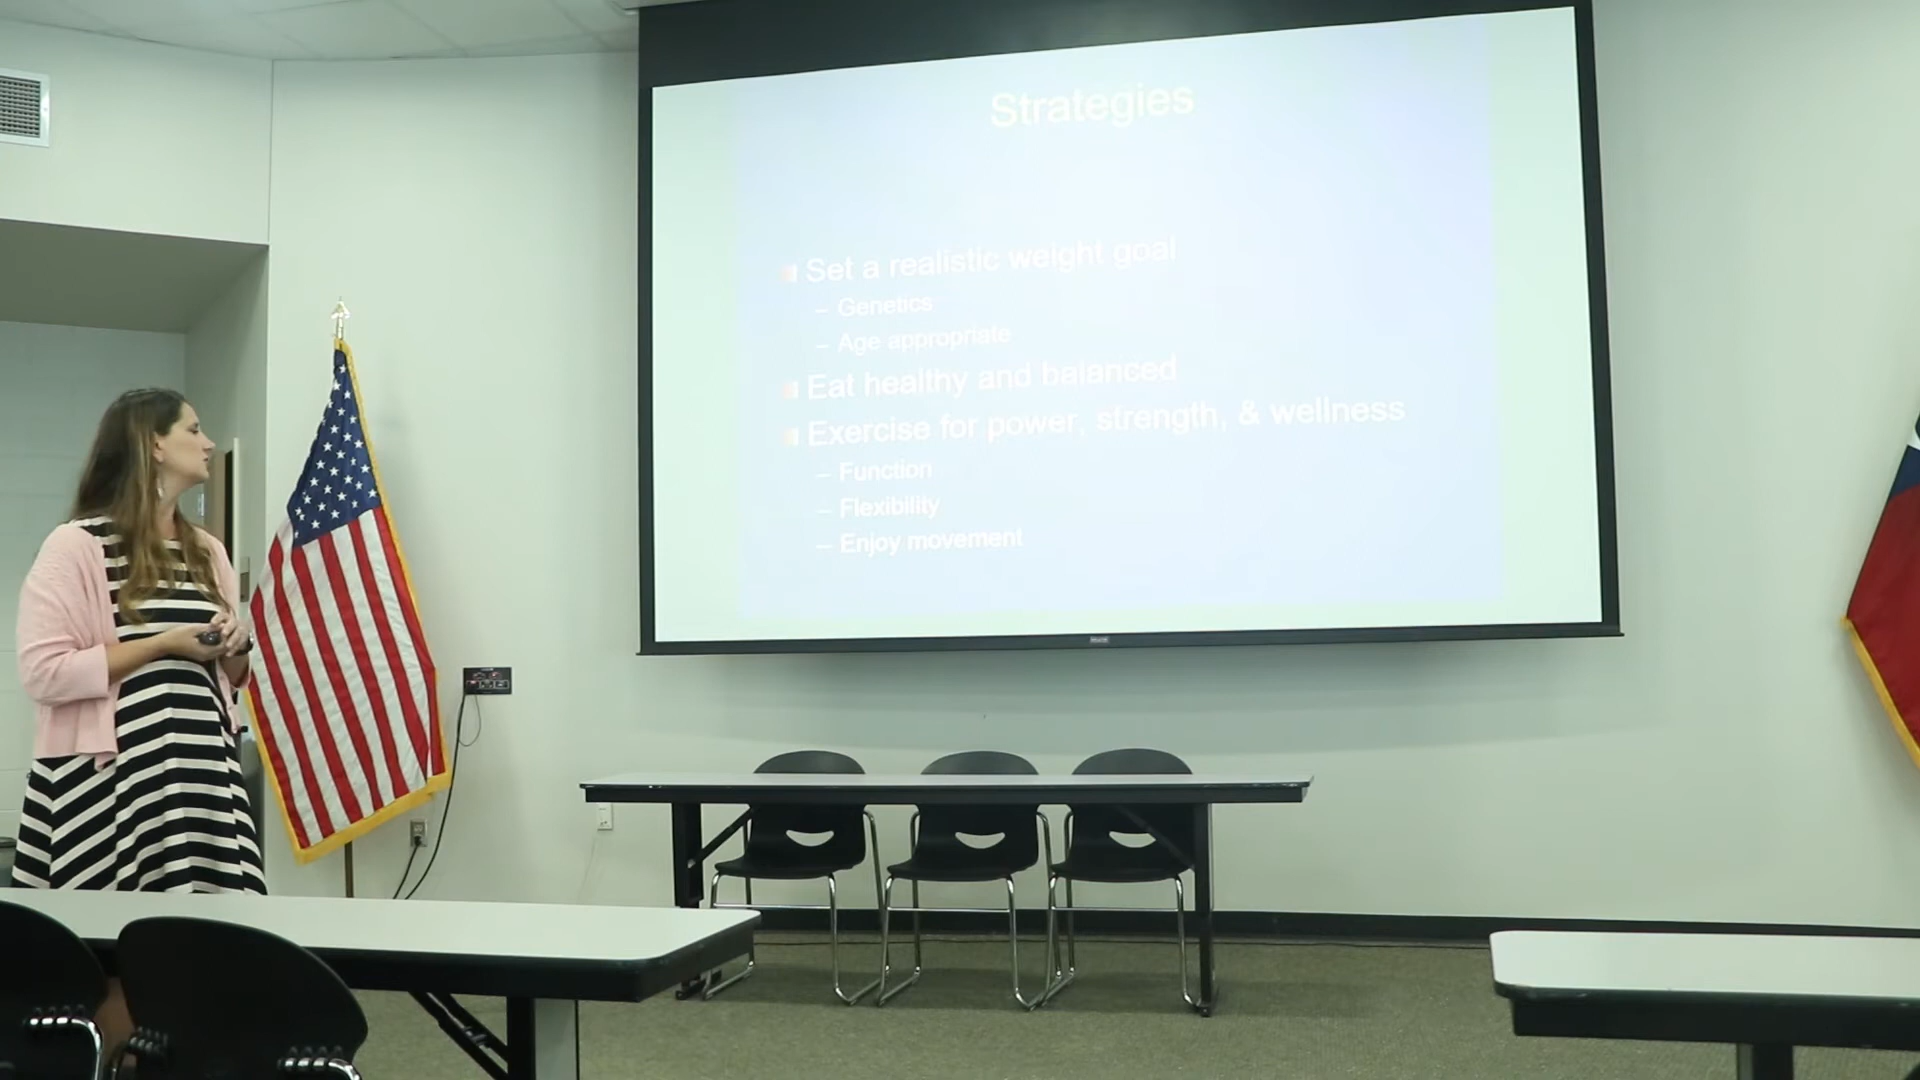 Strategies
Set a realistic weight goal
– Genetics
– Age appropriate
Eat healthy and balanced
Exercise for power, strength, & wellness
– Function
– Flexibility
– Enjoy movement